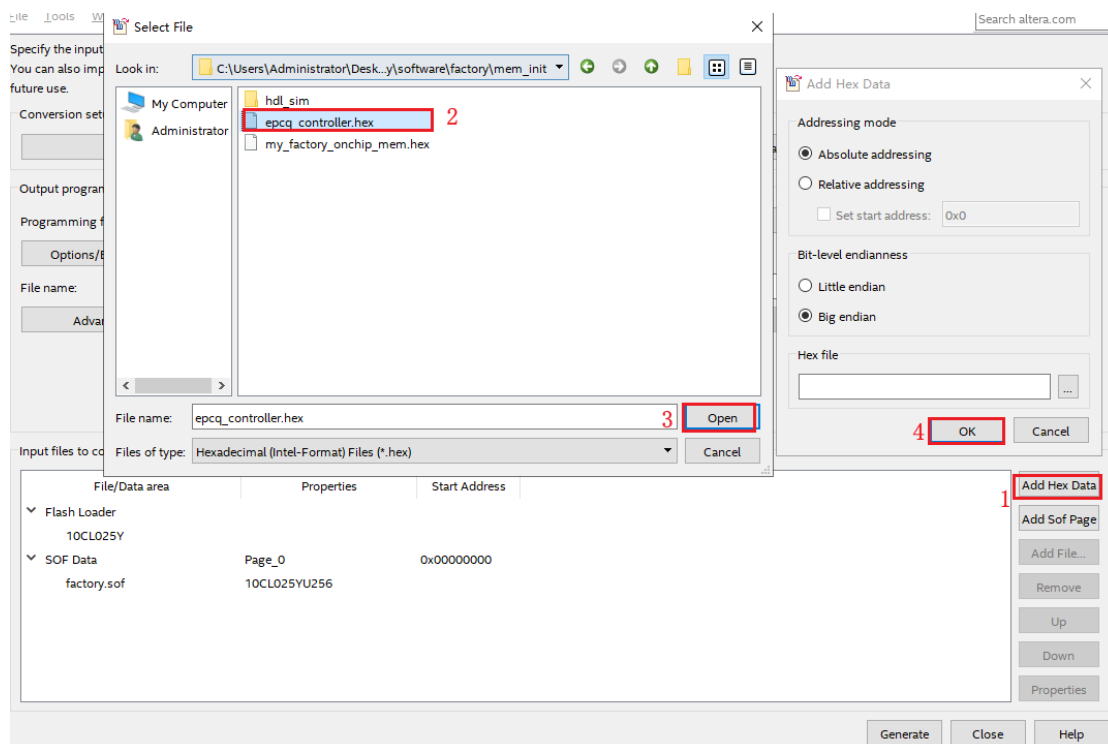 File Tools W
Search altera.com
Select File
Specify the input
You can also imp
future use.
Look in: C:\Users\Administrator\Desk...y\software\factory\mem_init
My Computer
Administrator
hdl_sim
epcq_controller.hex 2
my_factory_onchip_mem.hex
Conversion set
Output progran
Programming f
Options/B
File name:
Advan
File name: epcq_controller.hex 3 Open
Files of type: Hexadecimal (Intel-Format) Files (*.hex) Cancel
Add Hex Data
Addressing mode
Absolute addressing
Relative addressing
Set start address: 0x0
Bit-level endianness
Little endian
Big endian
Hex file
...
4 OK Cancel
Input files to co
File/Data area Properties Start Address
Flash Loader
10CL025Y
SOF Data Page_0 0x00000000
factory.sof 10CL025YU256
1 Add Hex Data
Add Sof Page
Add File...
Remove
Up
Down
Properties
Generate Close Help